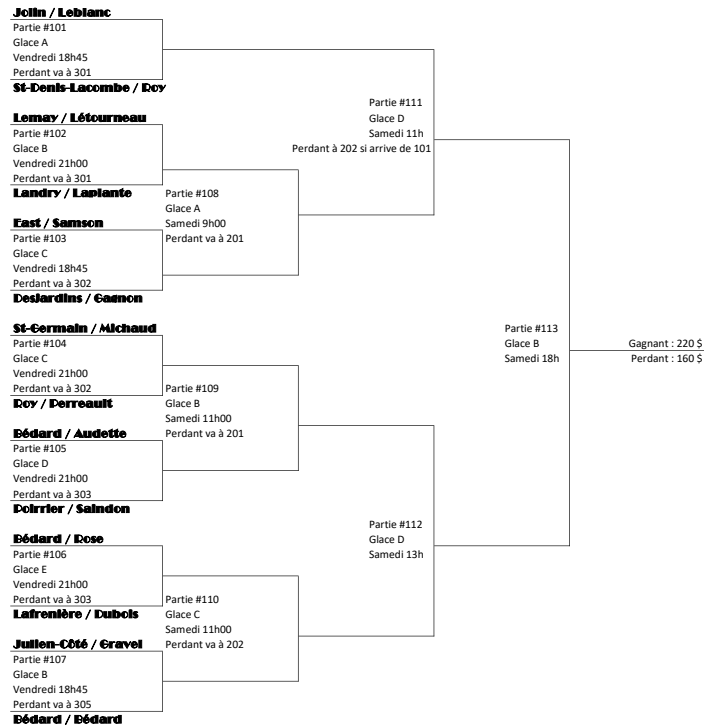 Jolin / Leblanc
Partie #101
Glace A
Vendredi 18h45
Perdant va à 301
St-Denis-Lacombe / Roy
Lemay / Létourneau
Partie #102
Glace B
Vendredi 21h00
Perdant va à 301
Landry / Laplante
East / Samson
Partie #103
Glace C
Vendredi 18h45
Perdant va à 302
Desjardins / Gagnon
St-Germain / Michaud
Partie #104
Glace C
Vendredi 21h00
Perdant va à 302
Roy / Perreault
Bédard / Audette
Partie #105
Glace D
Vendredi 21h00
Perdant va à 303
Poirrier / Saindon
Bédard / Rose
Partie #106
Glace E
Vendredi 21h00
Perdant va à 303
Lafrenière / Dubois
Julien-Côté / Gravel
Partie #107
Glace B
Vendredi 18h45
Perdant va à 305
Bédard / Bédard
Partie #108
Glace A
Samedi 9h00
Perdant va à 201
Partie #109
Glace B
Samedi 11h00
Perdant va à 201
Partie #110
Glace C
Samedi 11h00
Perdant va à 202
Partie #111
Glace D
Samedi 11h
Perdant à 202 si arrive de 101
Partie #112
Glace D
Samedi 13h
Partie #113
Glace B
Samedi 18h
Gagnant : 220 $
Perdant : 160 $